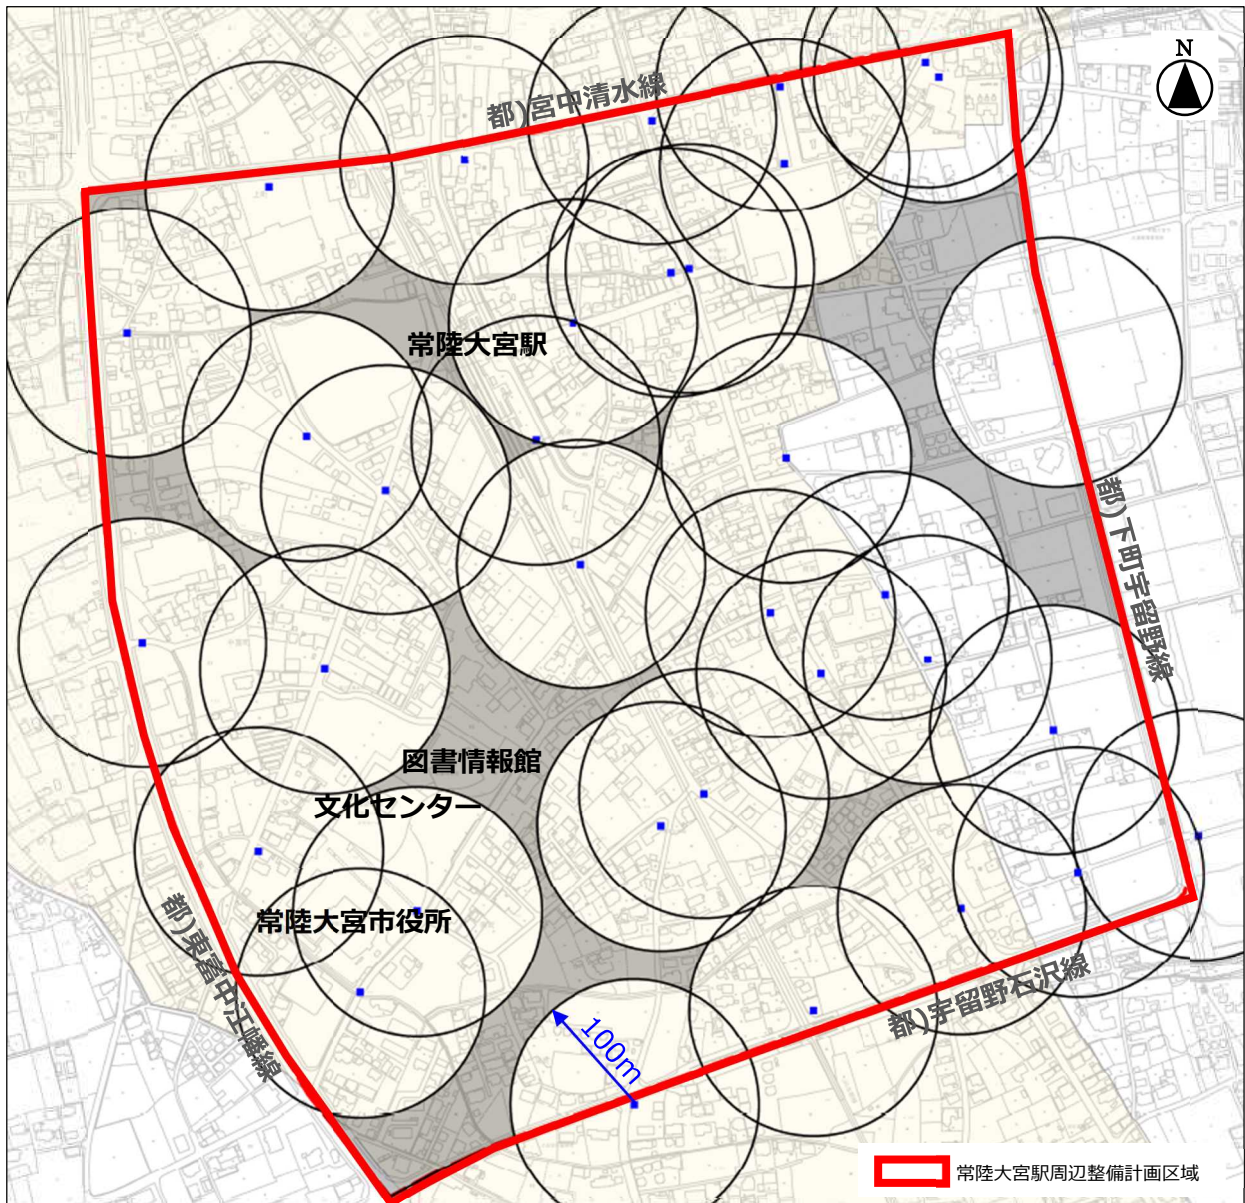 N
都)宮中清水線
常陸大宮駅
都)下町宇留野線
図書情報館
文化センター
常陸大宮市役所
都)東富中江幡線
都)宇留野石沢線
100m
常陸大宮駅周辺整備計画区域